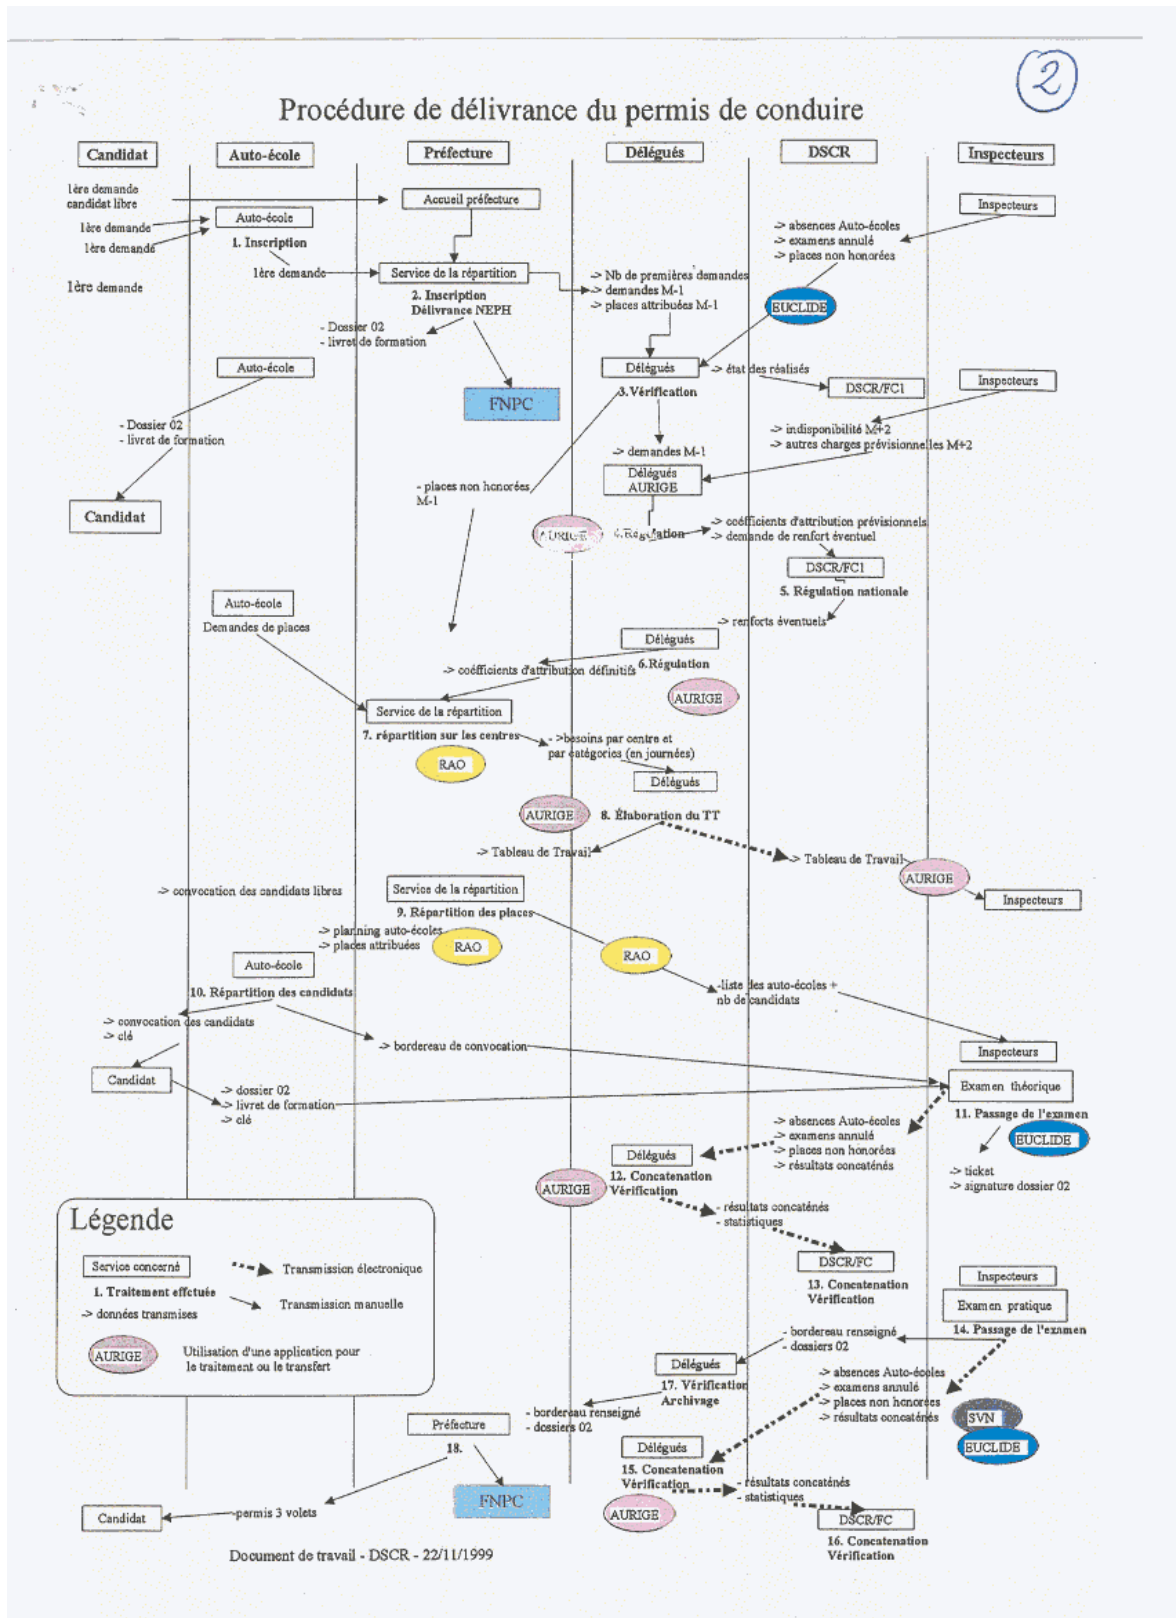 2
Procédure de délivrance du permis de conduire
Candidat
Auto-école
Préfecture
Délégués
DSCR
Inspecteurs
1ère demande
candidat libre
1ère demande
1ère demandé
1ère demande
Auto-école
1. Inscription
1ère demande
Accueil préfecture
Service de la répartition
2. Inscription
Délivrance NEPH
- Dossier 02
- livret de formation
FNPC
-> Nb de premières demandes
-> demandes M-1
-> places attribuées M-1
Inspecteurs
-> absences Auto-écoles
-> examens annulé
-> places non honorées
EUCLIDE
Auto-école
- Dossier 02
- livret de formation
Candidat
Délégués
3.Vérification
-> état des réalisés
DSCR/FC1
Inspecteurs
-> indisponibilité M+2
-> autres charges prévisionnelles M+2
-> demandes M-1
Délégués
AURIGE
- places non honorées
M-1
AURIGE
4.Régulation
-> coéfficients d'attribution prévisionnels
-> demande de renfort éventuel
DSCR/FC1
5. Régulation nationale
-> renforts éventuels
Auto-école
Demandes de places
Délégués
6.Régulation
-> coéfficients d'attribution définitifs
AURIGE
Service de la répartition
7. répartition sur les centres
RAO
- >besoins par centre et
par catégories (en journées)
Délégués
AURIGE
8. Élaboration du TT
-> Tableau de Travail
-> Tableau de Travail
AURIGE
Inspecteurs
-> convocation des candidats libres
Service de la répartition
9. Répartition des places
-> planning auto-écoles
-> places attribuées
RAO
RAO
Auto-école
10. Répartition des candidats
-liste des auto-écoles +
nb de candidats
-> convocation des candidats
-> clé
-> bordereau de convocation
Inspecteurs
Candidat
-> dossier 02
-> livret de formation
-> clé
Examen théorique
11. Passage de l'examen
EUCLIDE
-> ticket
-> signature dossier 02
-> absences Auto-écoles
-> examens annulé
-> places non honorées
-> résultats concaténés
Délégués
12. Concatenation
Vérification
AURIGE
- résultats concaténés
- statistiques
DSCR/FC
13. Concatenation
Vérification
Légende
Service concerné
1. Traitement effctuée
-> données transmises
Transmission électronique
Transmission manuelle
AURIGE
Utilisation d'une application pour
le traitement ou le transfert
Inspecteurs
Examen pratique
14. Passage de l'examen
- bordereau renseigné
- dossiers 02
Délégués
17. Vérification
Archivage
-> absences Auto-écoles
-> examens annulé
-> places non honorées
-> résultats concaténés
SVN
EUCLIDE
- bordereau renseigné
- dossiers 02
Préfecture
18.
FNPC
Délégués
15. Concatenation
Vérification
AURIGE
- résultats concaténés
- statistiques
DSCR/FC
16. Concatenation
Vérification
Candidat
-permis 3 volets
Document de travail - DSCR - 22/11/1999